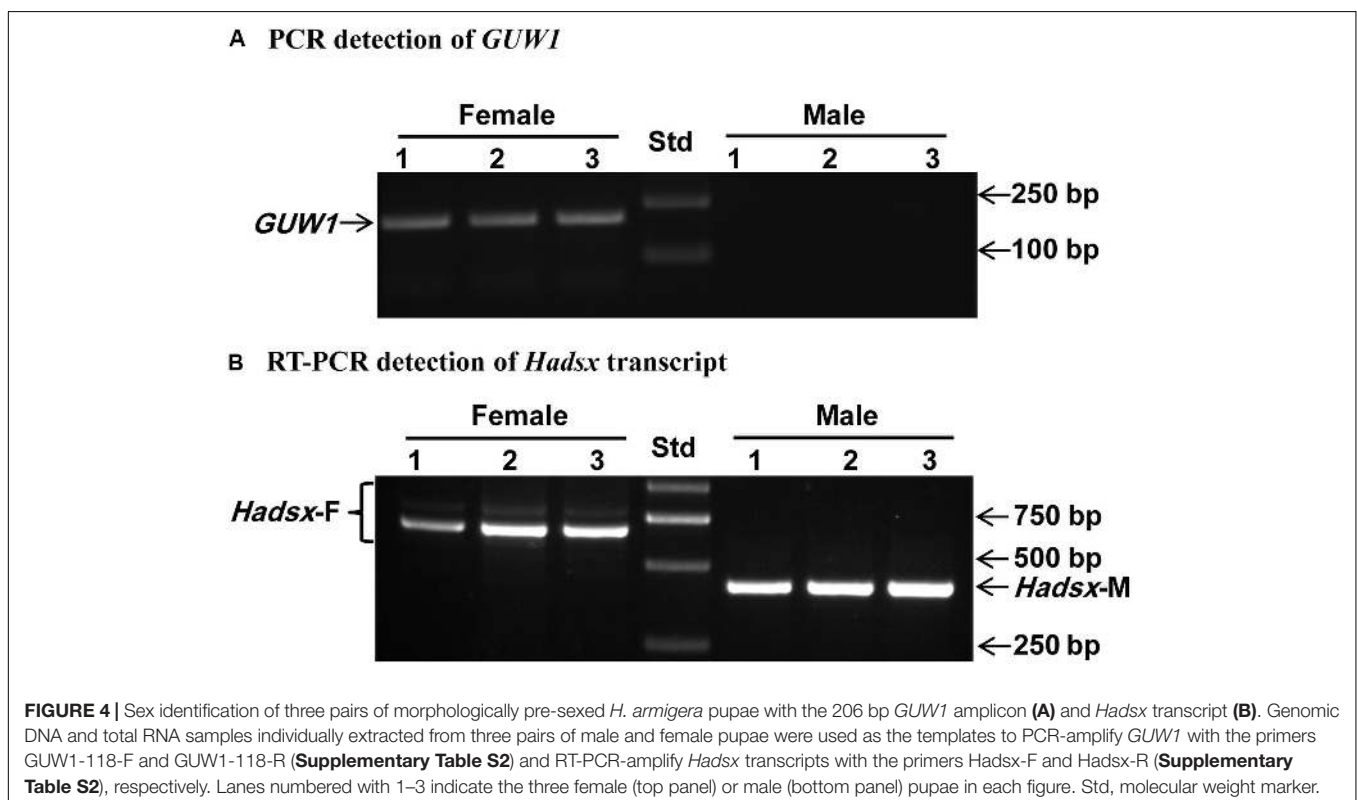 A PCR detection of GUW1
Female Std Male
1 2 3 1 2 3
←250 bp
GUW1→
←100 bp
B RT-PCR detection of Hadsx transcript
Female Std Male
1 2 3 1 2 3
Hadsx-F
←750 bp
←500 bp
←Hadsx-M
←250 bp
FIGURE 4 | Sex identification of three pairs of morphologically pre-sexed H. armigera pupae with the 206 bp GUW1 amplicon (A) and Hadsx transcript (B). Genomic
DNA and total RNA samples individually extracted from three pairs of male and female pupae were used as the templates to PCR-amplify GUW1 with the primers
GUW1-118-F and GUW1-118-R (Supplementary Table S2) and RT-PCR-amplify Hadsx transcripts with the primers Hadsx-F and Hadsx-R (Supplementary
Table S2), respectively. Lanes numbered with 1–3 indicate the three female (top panel) or male (bottom panel) pupae in each figure. Std, molecular weight marker.